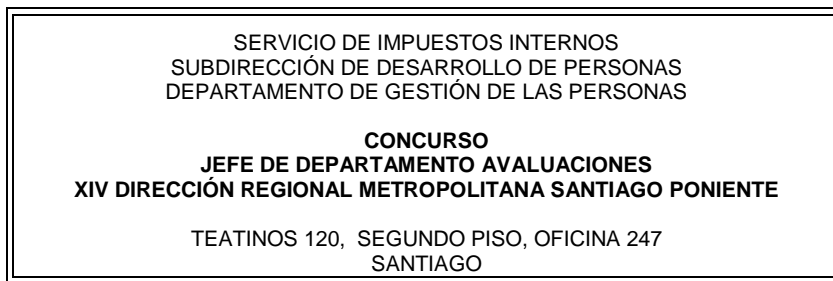 SERVICIO DE IMPUESTOS INTERNOS
SUBDIRECCIÓN DE DESARROLLO DE PERSONAS
DEPARTAMENTO DE GESTIÓN DE LAS PERSONAS
CONCURSO
JEFE DE DEPARTAMENTO AVALUACIONES
XIV DIRECCIÓN REGIONAL METROPOLITANA SANTIAGO PONIENTE
TEATINOS 120, SEGUNDO PISO, OFICINA 247
SANTIAGO